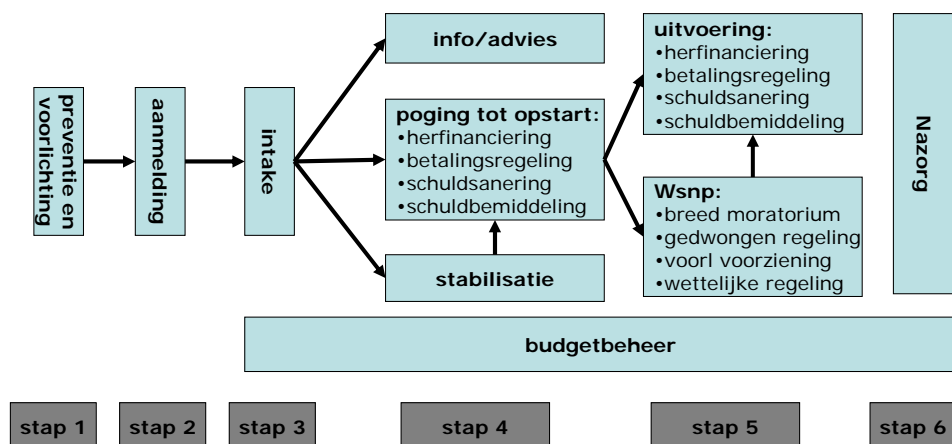 preventie en
voorlichting
aanmelding
intake
info/advies
poging tot opstart:
•herfinanciering
•betalingsregeling
•schuldsanering
•schuldbemiddeling
stabilisatie
uitvoering:
•herfinanciering
•betalingsregeling
•schuldsanering
•schuldbemiddeling
Wsnp:
•breed moratorium
•gedwongen regeling
•voorl voorziening
•wettelijke regeling
Nazorg
budgetbeheer
stap 1
stap 2
stap 3
stap 4
stap 5
stap 6